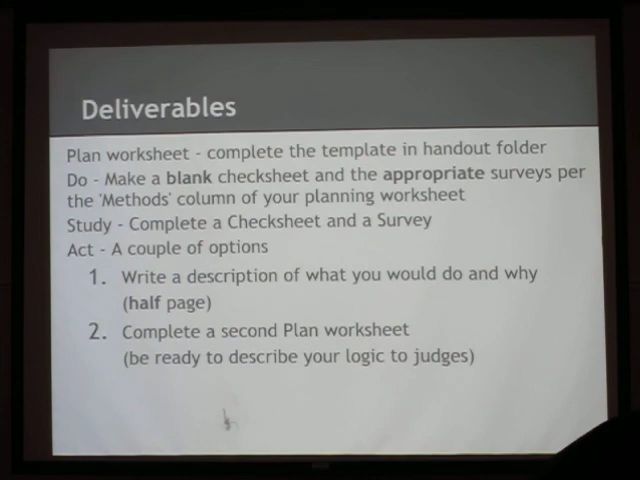 Deliverables
Plan worksheet - complete the template in handout folder
Do - Make a blank checksheet and the appropriate surveys per
the 'Methods' column of your planning worksheet
Study - Complete a Checksheet and a Survey
Act - A couple of options
1. Write a description of what you would do and why
(half page)
2. Complete a second Plan worksheet
(be ready to describe your logic to judges)